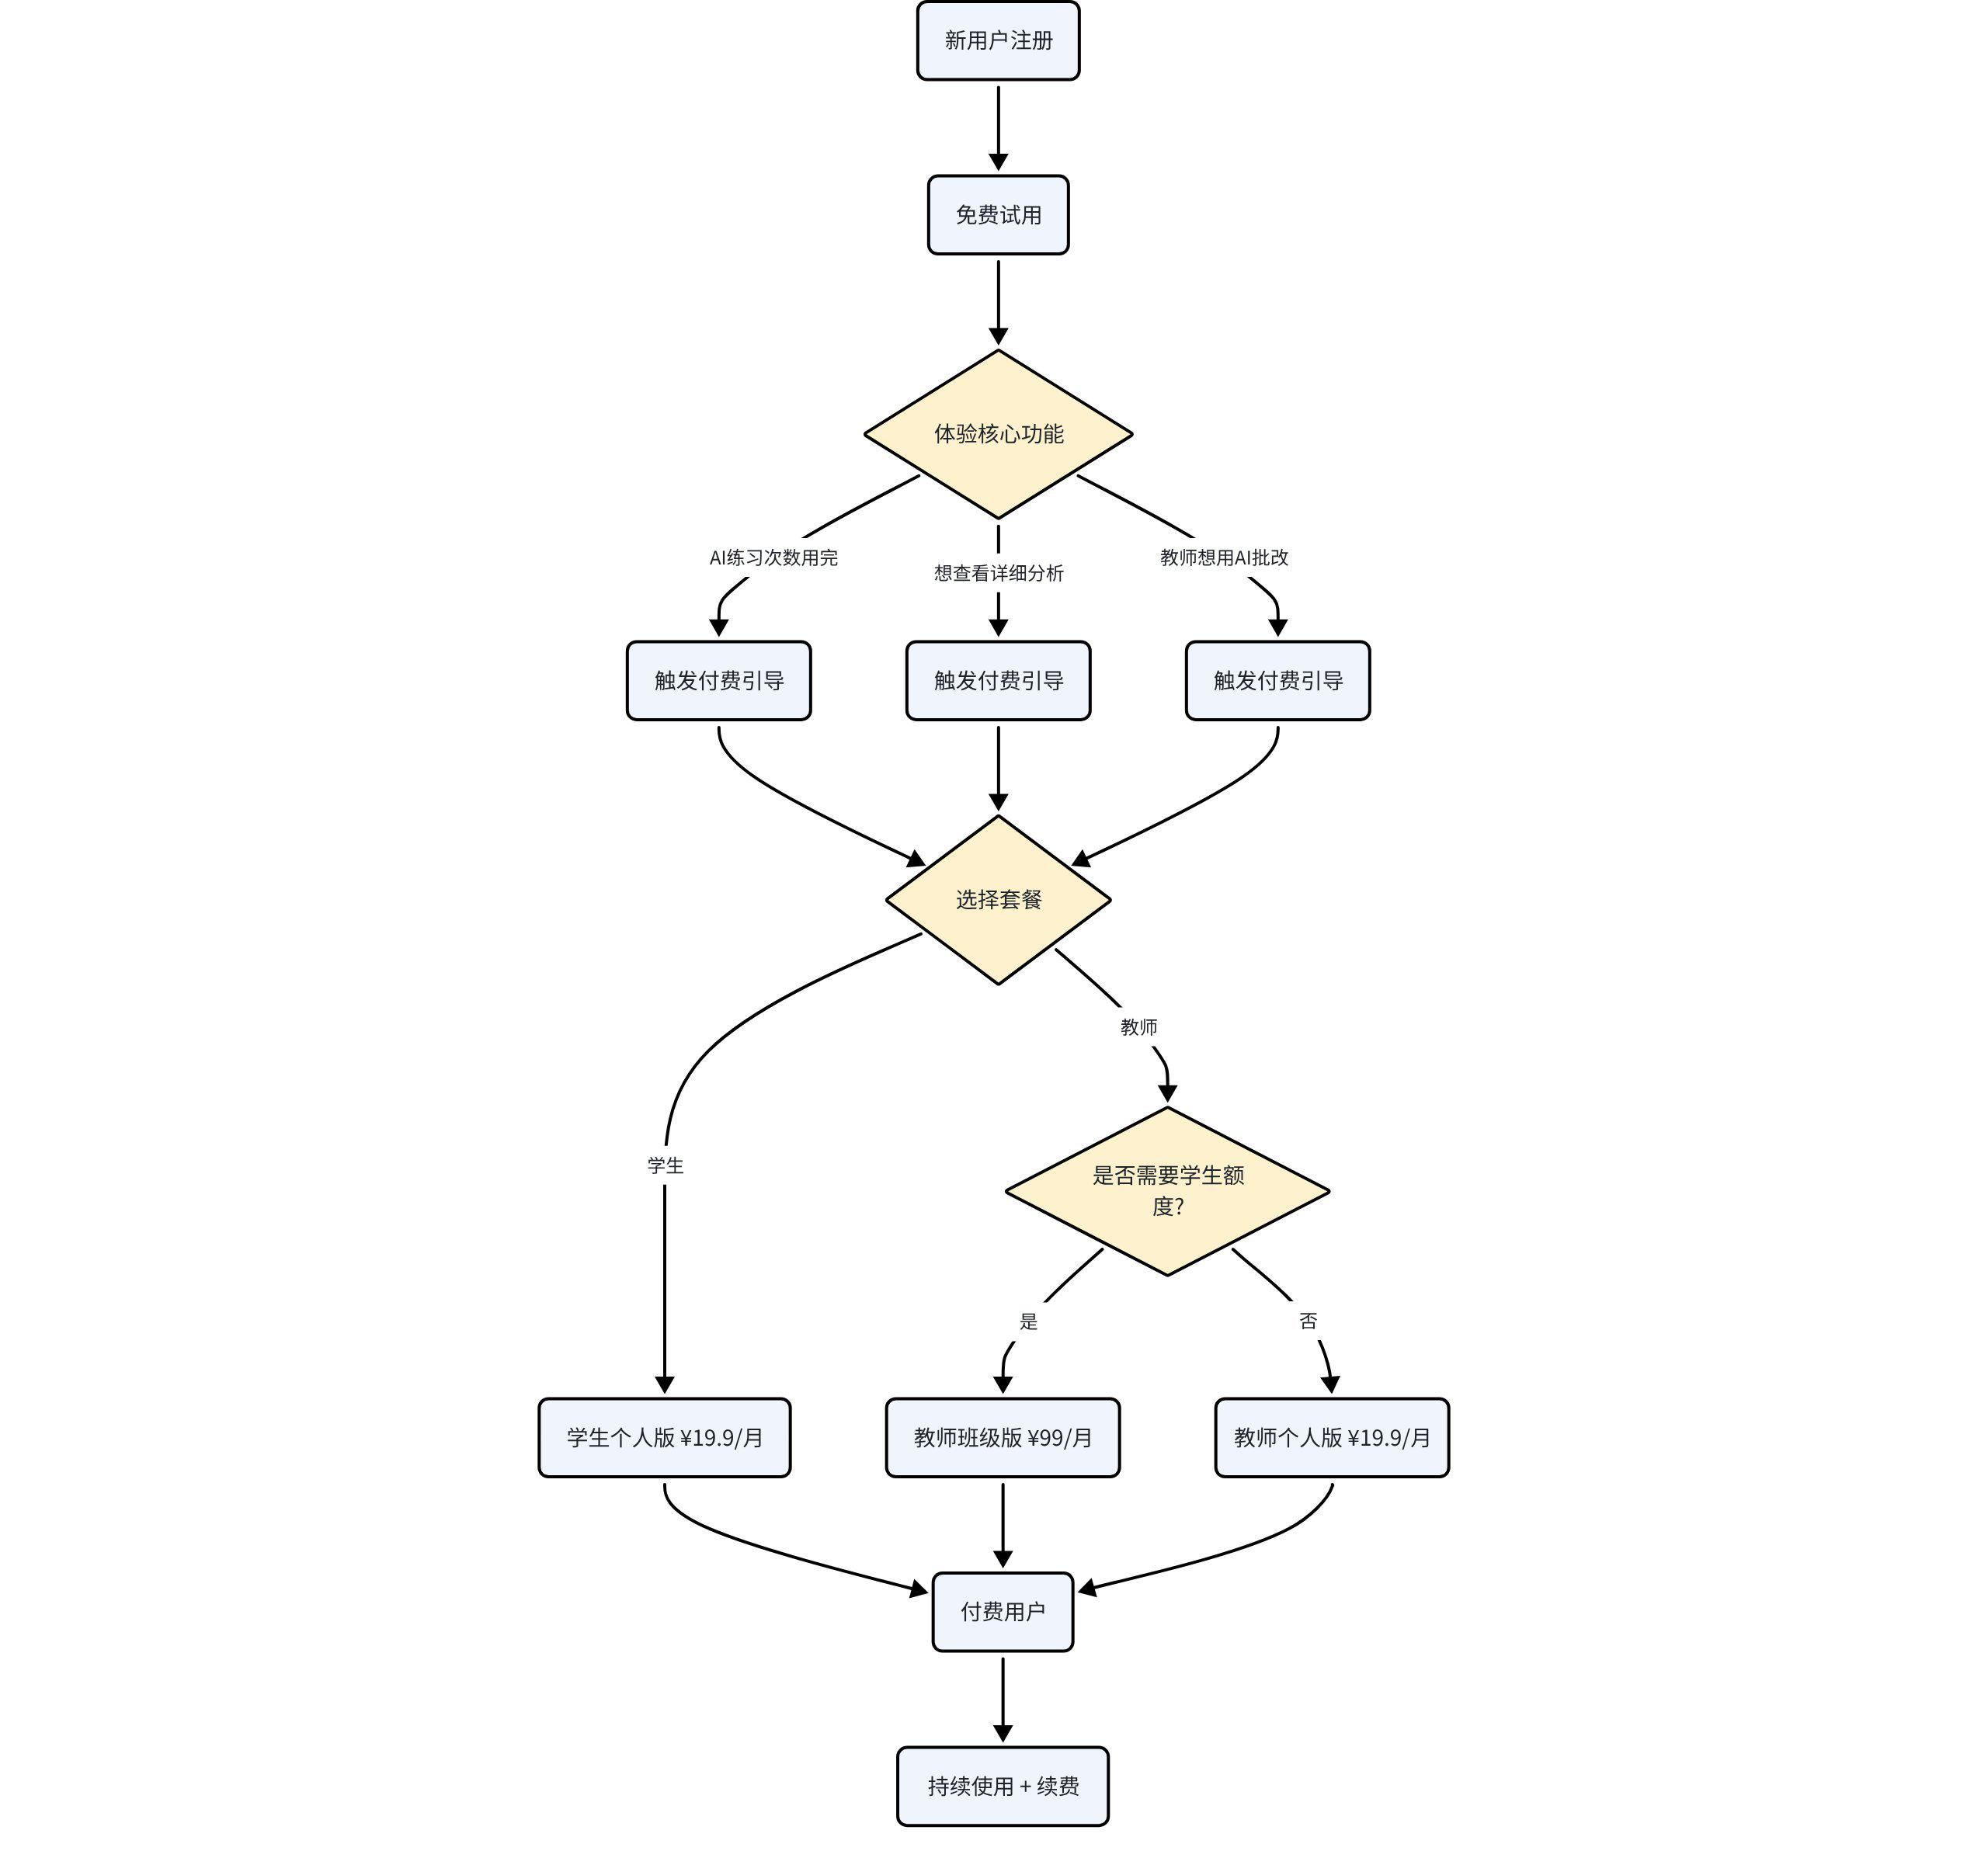 新用户注册
免费试用
体验核心功能
AI练习次数用完
想查看详细分析
教师想用AI批改
触发付费引导
触发付费引导
触发付费引导
选择套餐
教师
学生
是否需要学生额
度?
是
否
学生个人版 ¥19.9/月
教师班级版 ¥99/月
教师个人版 ¥19.9/月
付费用户
持续使用 + 续费